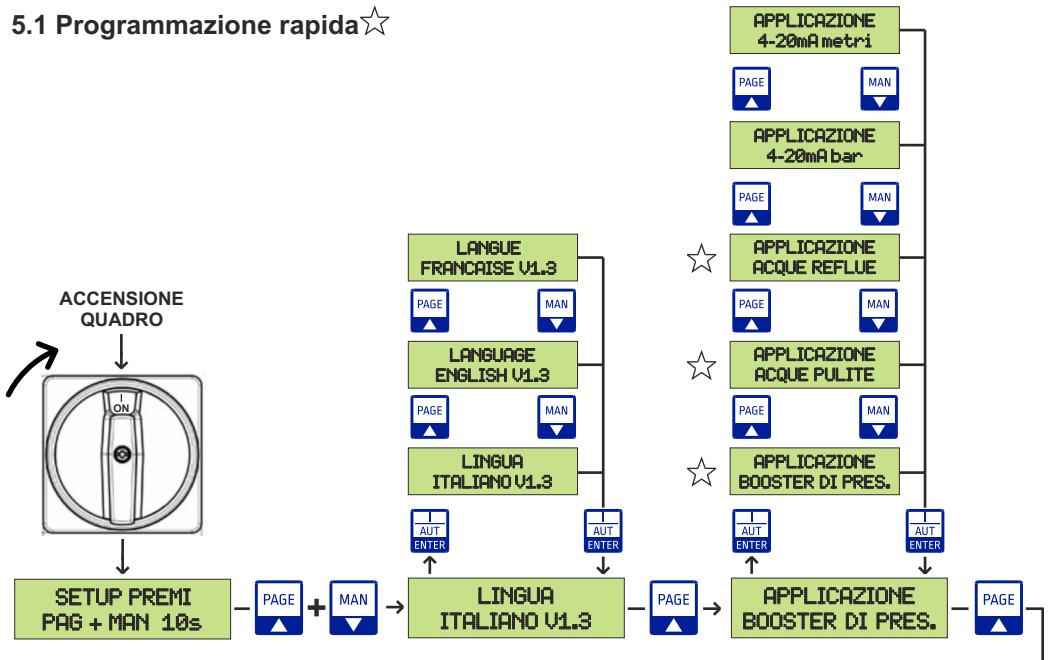 5.1 Programmazione rapida
APPLICAZIONE
4-20mA metri
PAGE
MAN
APPLICAZIONE
4-20mA bar
PAGE
MAN
LANGUE
FRANCAISE V1.3
APPLICAZIONE
ACQUE REFLUE
ACCENSIONE
QUADRO
PAGE
MAN
PAGE
MAN
LANGUAGE
ENGLISH V1.3
APPLICAZIONE
ACQUE PULITE
I
ON
PAGE
MAN
PAGE
MAN
LINGUA
ITALIANO V1.3
APPLICAZIONE
BOOSTER DI PRES.
I
AUT
ENTER
I
AUT
ENTER
I
AUT
ENTER
I
AUT
ENTER
SETUP PREMI
PAG + MAN 10s
PAGE
+
MAN
LINGUA
ITALIANO V1.3
PAGE
APPLICAZIONE
BOOSTER DI PRES.
PAGE